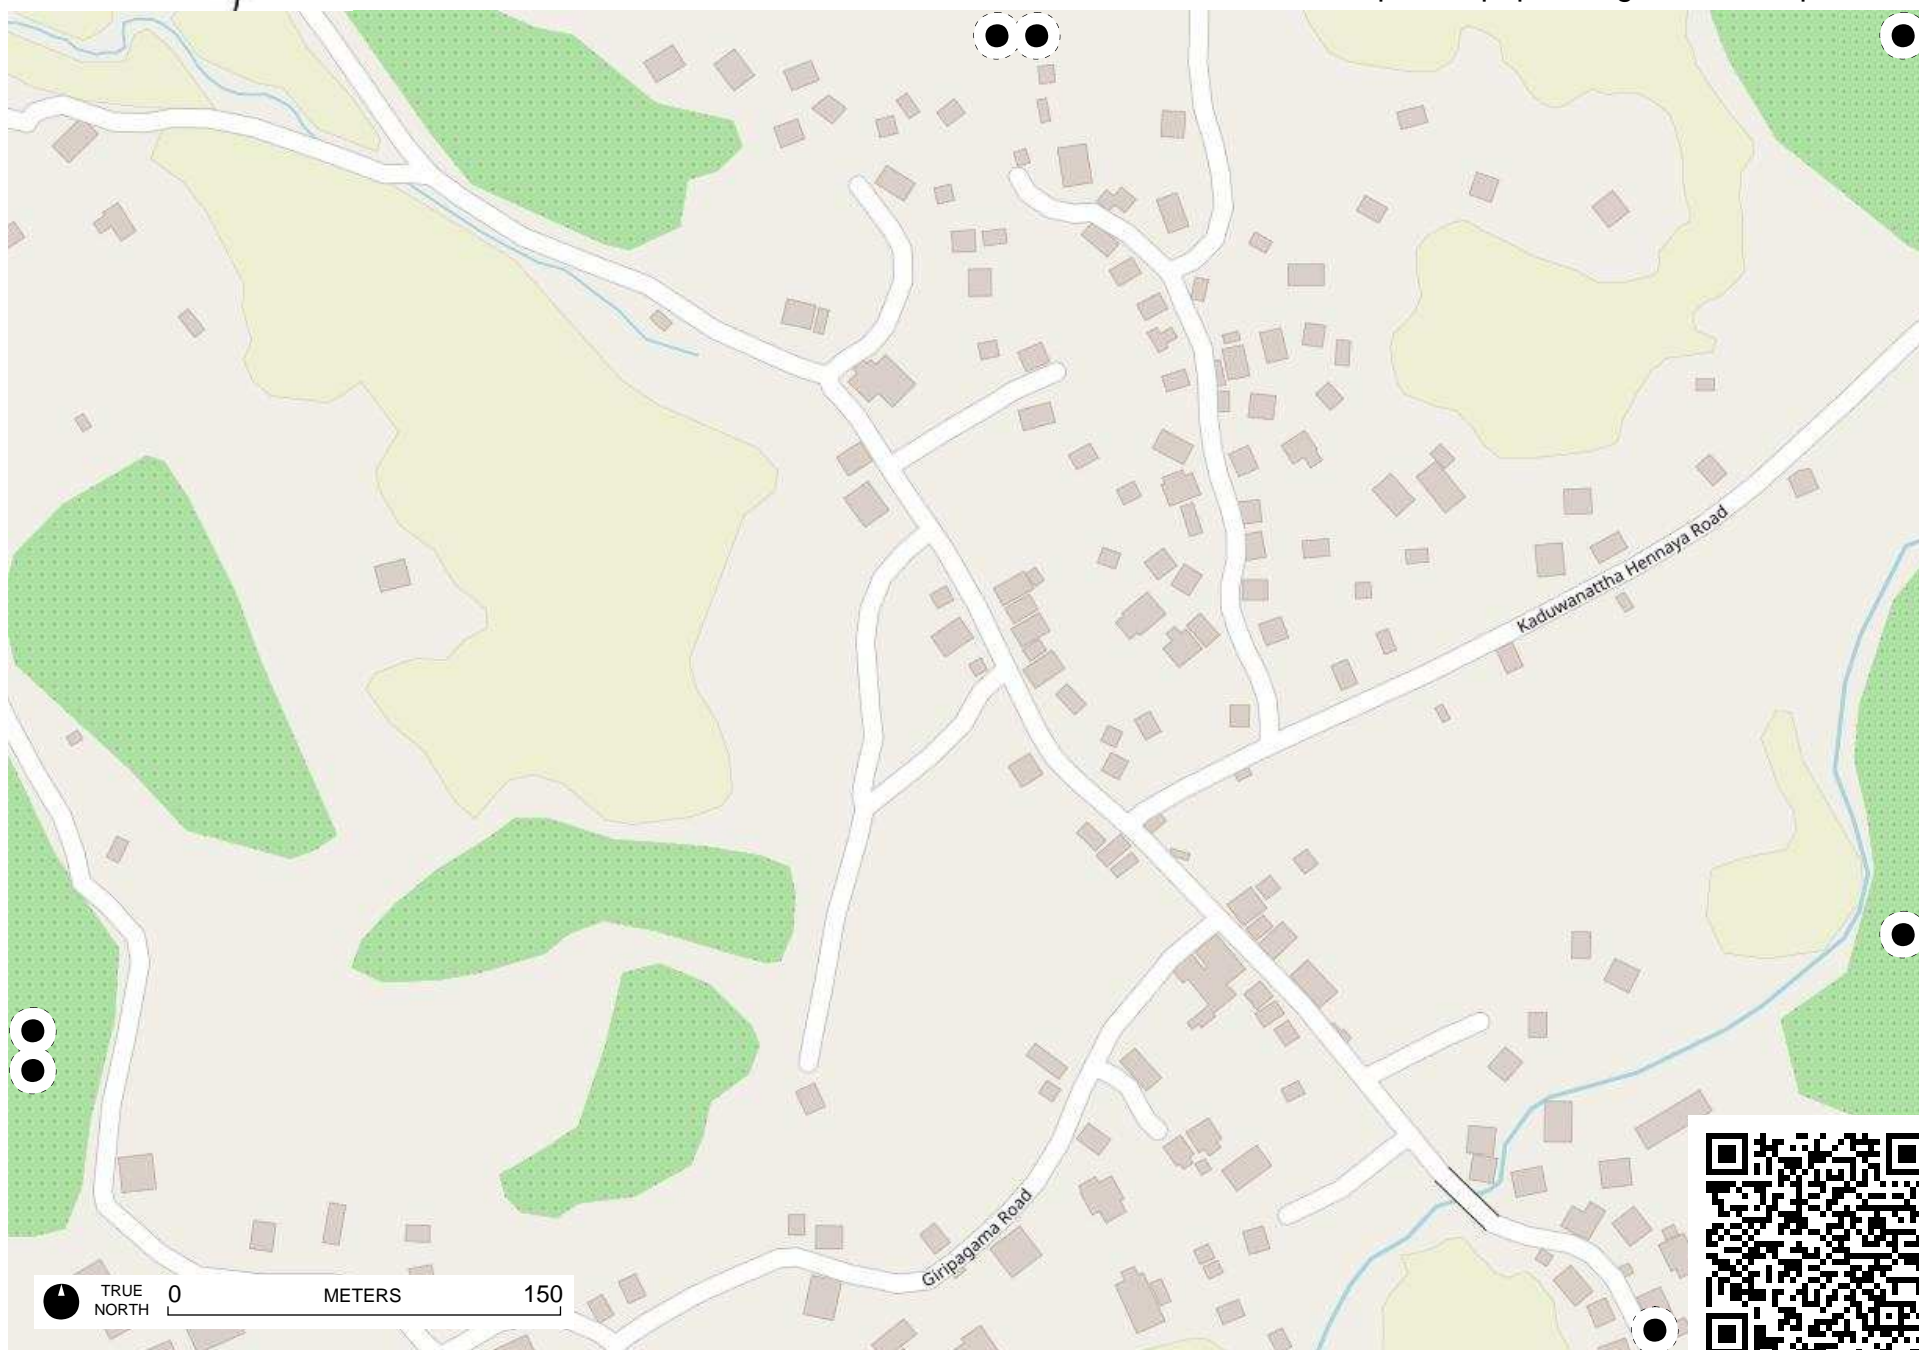 Kaduwanattha Hennaya Road
Giripagama Road
TRUE
NORTH
0
METERS
150